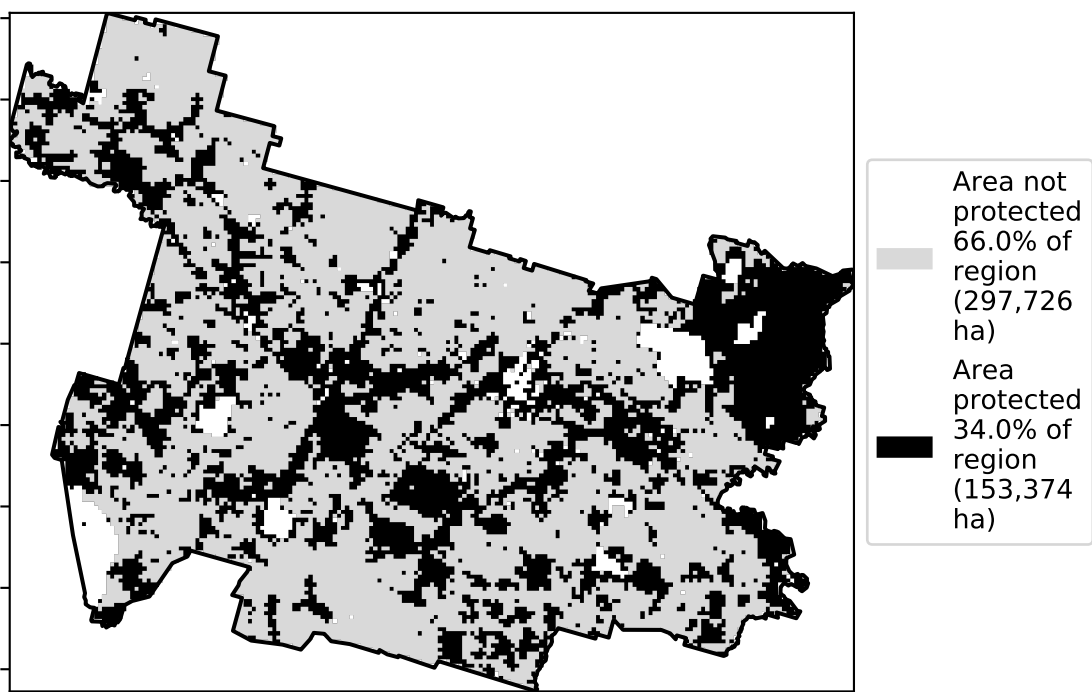 Area not
protected
66.0% of
region
(297,726
ha)
Area
protected
34.0% of
region
(153,374
ha)